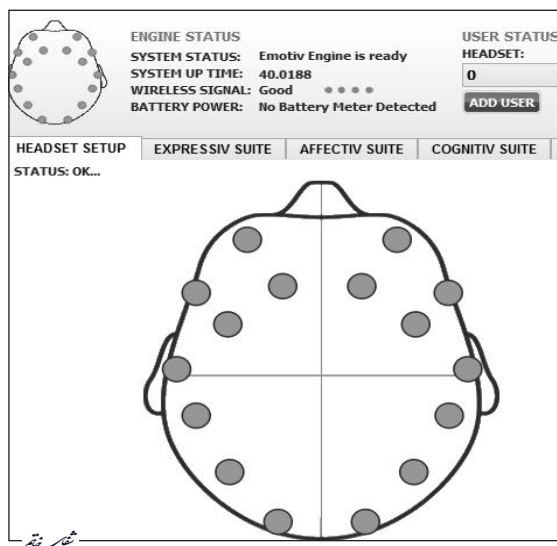 ENGINE STATUS
SYSTEM STATUS: Emotiv Engine is ready
SYSTEM UP TIME: 40.0188
WIRELESS SIGNAL: Good
BATTERY POWER: No Battery Meter Detected
USER STATUS
HEADSET:
0
ADD USER
HEADSET SETUP EXPRESSIV SUITE AFFECTIV SUITE COGNITIV SUITE
STATUS: OK...